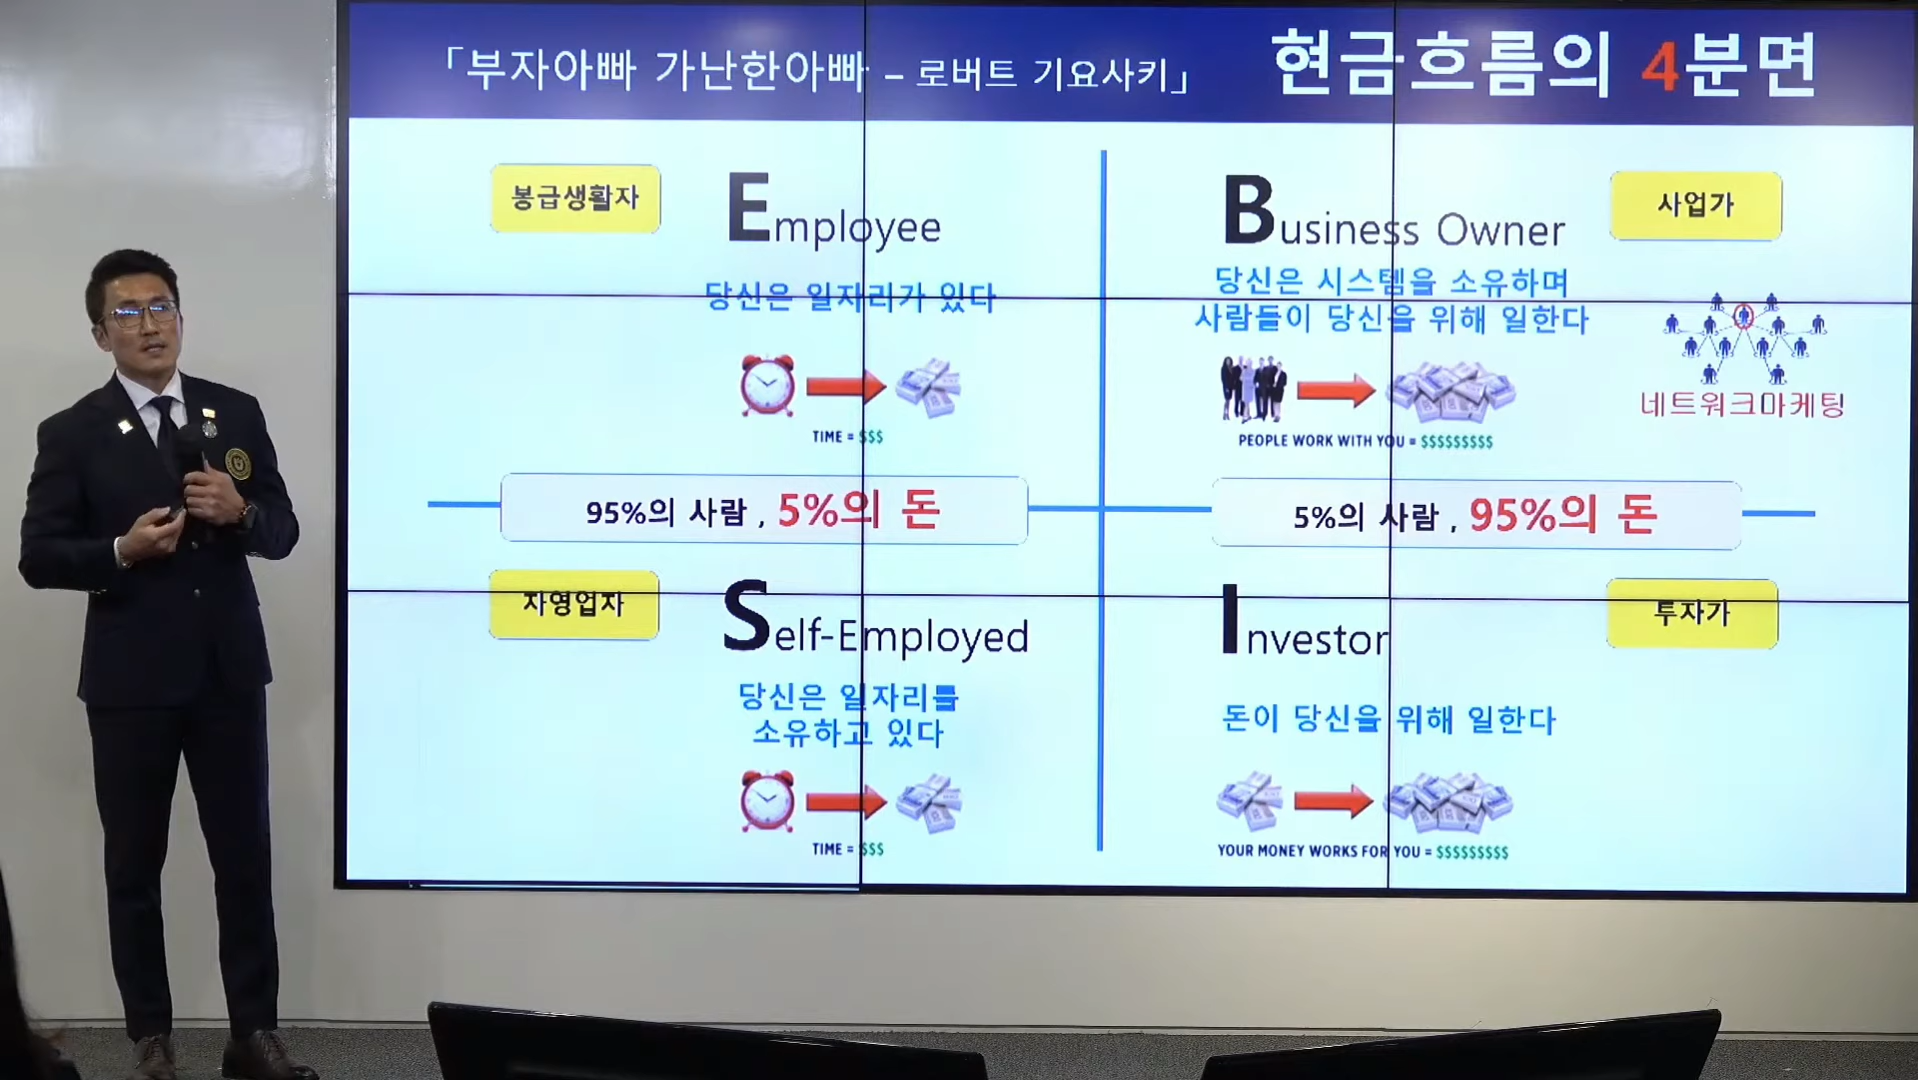 「부자아빠 가난한아빠 – 로버트 기요사키」 현금흐름의 4분면
봉급생활자
Employee
당신은 일자리가 있다
TIME = $$$
Business Owner
사업가
당신은 시스템을 소유하며
사람들이 당신을 위해 일한다
PEOPLE WORK WITH YOU = $$$$$$$$$
네트워크마케팅
95%의 사람 , 5%의 돈
5%의 사람 , 95%의 돈
자영업자
Self-Employed
당신은 일자리를
소유하고 있다
TIME = $$$
Investor
투자가
돈이 당신을 위해 일한다
YOUR MONEY WORKS FOR YOU = $$$$$$$$$